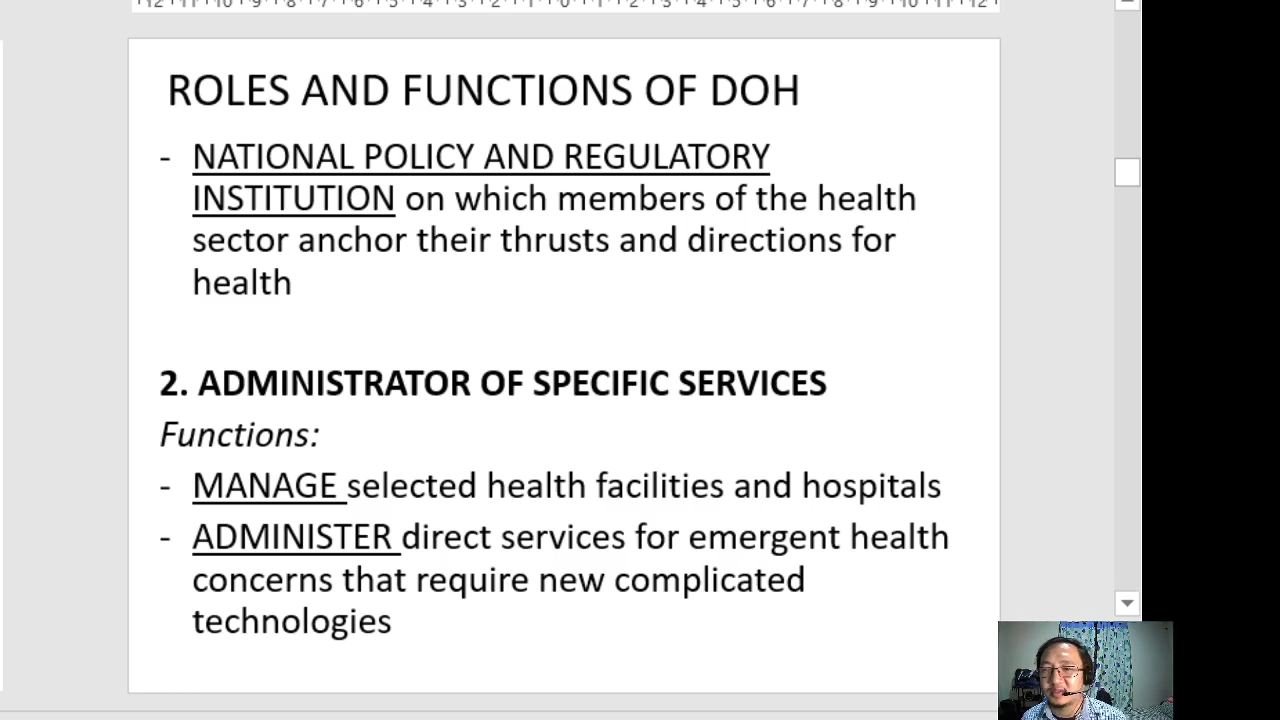 ROLES AND FUNCTIONS OF DOH
- NATIONAL POLICY AND REGULATORY
INSTITUTION on which members of the health
sector anchor their thrusts and directions for
health
2. ADMINISTRATOR OF SPECIFIC SERVICES
Functions:
- MANAGE selected health facilities and hospitals
- ADMINISTER direct services for emergent health
concerns that require new complicated
technologies